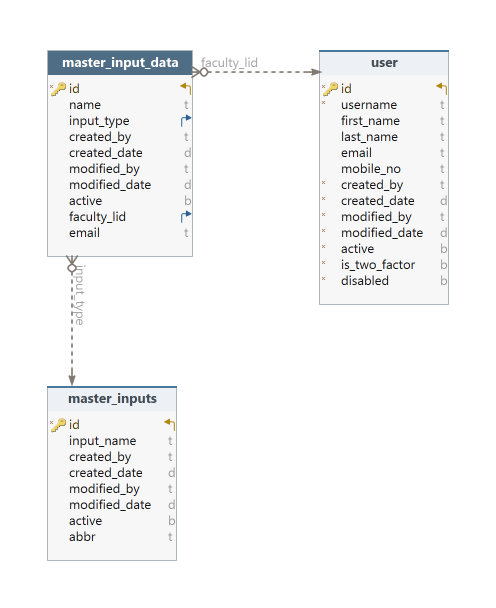 master_input_data
id
name t
input_type
created_by t
created_date d
modified_by t
modified_date d
active b
faculty_lid
email t
faculty_lid
user
* id
* username t
first_name t
last_name t
email t
mobile_no t
* created_by t
* created_date d
* modified_by t
* modified_date d
* active b
* is_two_factor b
* disabled b
input_type
master_inputs
* id
input_name t
created_by t
created_date d
modified_by t
modified_date d
active b
abbr t